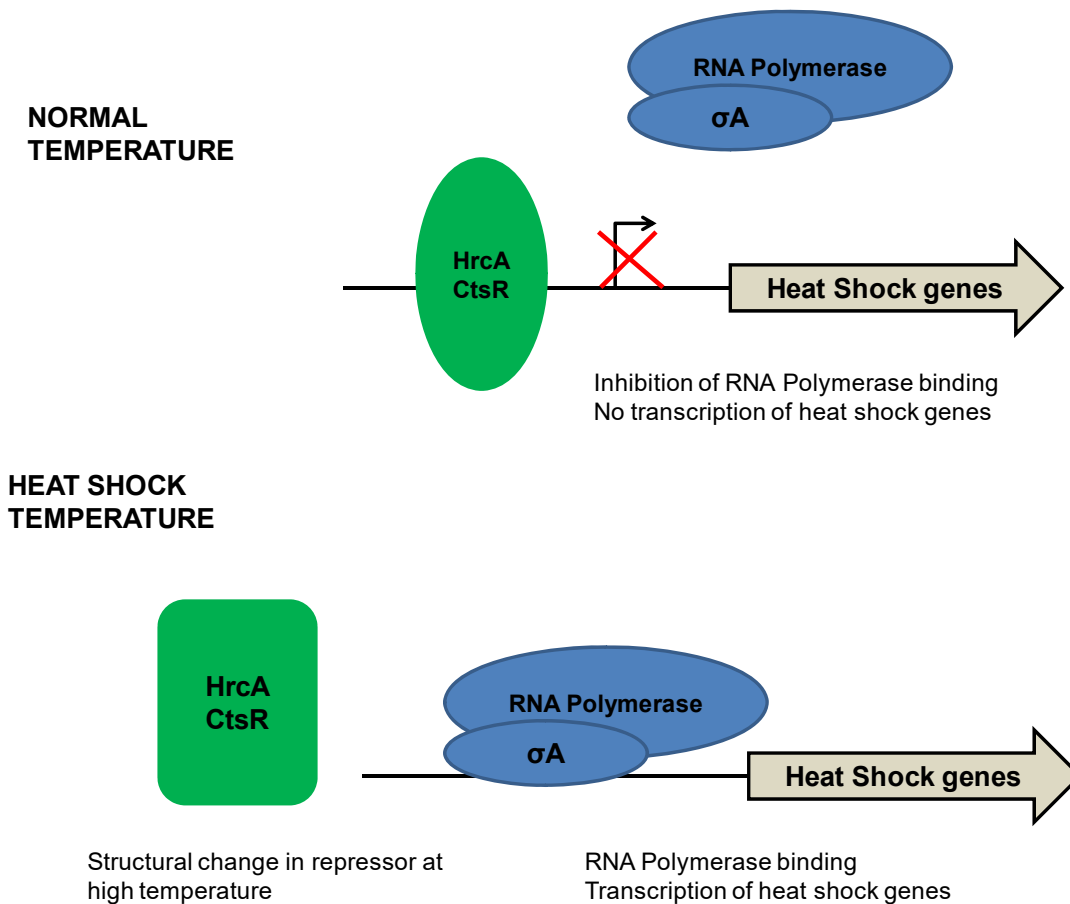 RNA Polymerase
σA
NORMAL
TEMPERATURE
HrcA
CtsR
Heat Shock genes
Inhibition of RNA Polymerase binding
No transcription of heat shock genes
HEAT SHOCK
TEMPERATURE
HrcA
CtsR
RNA Polymerase
σA
Heat Shock genes
Structural change in repressor at
high temperature
RNA Polymerase binding
Transcription of heat shock genes